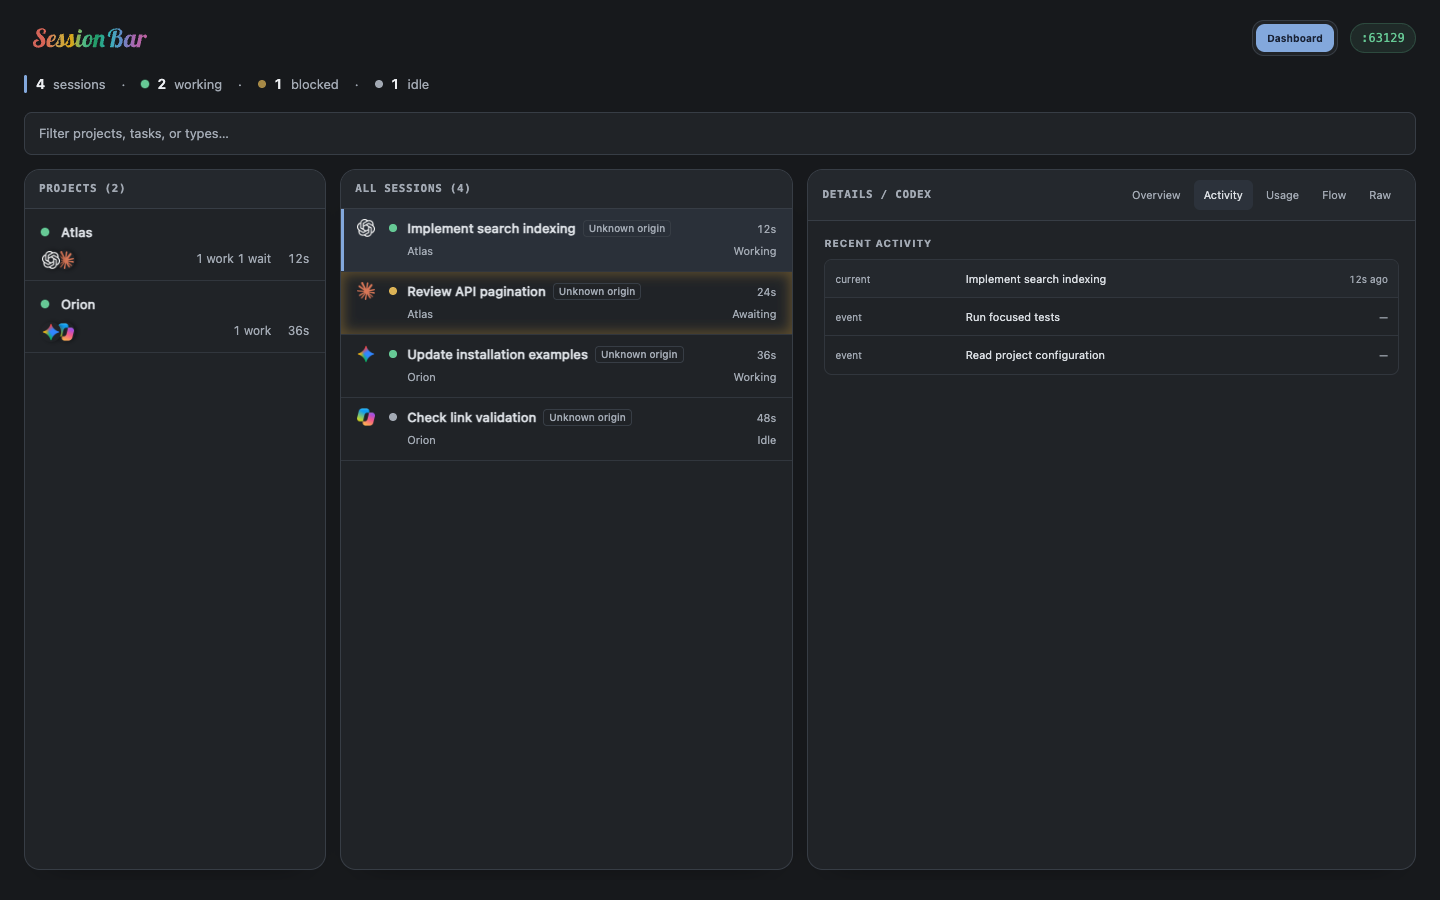 SessionBar
Dashboard
:63129
4 sessions · 2 working · 1 blocked · 1 idle
Filter projects, tasks, or types...
PROJECTS (2)
Atlas
1 work 1 wait 12s
Orion
1 work 36s
ALL SESSIONS (4)
Implement search indexing Unknown origin 12s
Atlas Working
Review API pagination Unknown origin 24s
Atlas Awaiting
Update installation examples Unknown origin 36s
Orion Working
Check link validation Unknown origin 48s
Orion Idle
DETAILS / CODEX
Overview Activity Usage Flow Raw
RECENT ACTIVITY
current Implement search indexing 12s ago
event Run focused tests —
event Read project configuration —